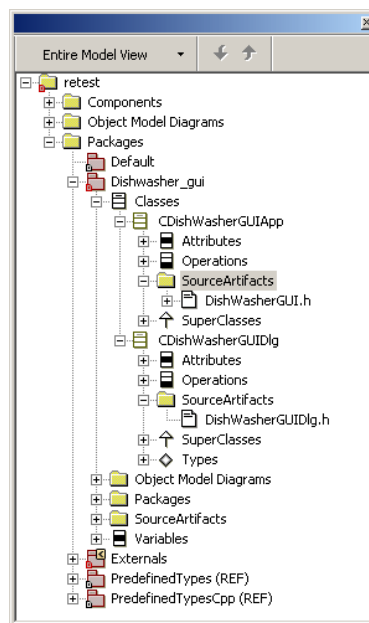 Entire Model View
retest
Components
Object Model Diagrams
Packages
Default
Dishwasher_gui
Classes
CDishWasherGUIApp
Attributes
Operations
SourceArtifacts
DishWasherGUI.h
SuperClasses
CDishWasherGUIDlg
Attributes
Operations
SourceArtifacts
DishWasherGUIDlg.h
SuperClasses
Types
Object Model Diagrams
Packages
SourceArtifacts
Variables
Externals
PredefinedTypes (REF)
PredefinedTypesCpp (REF)